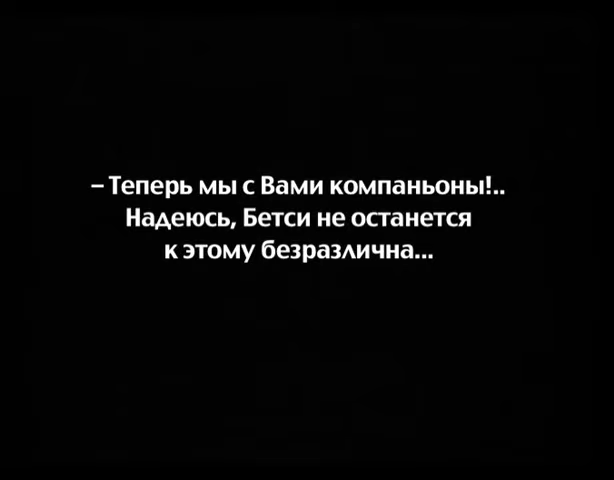 – Теперь мы с Вами компаньоны!..
Надеюсь, Бетси не останется
к этому безразлична...